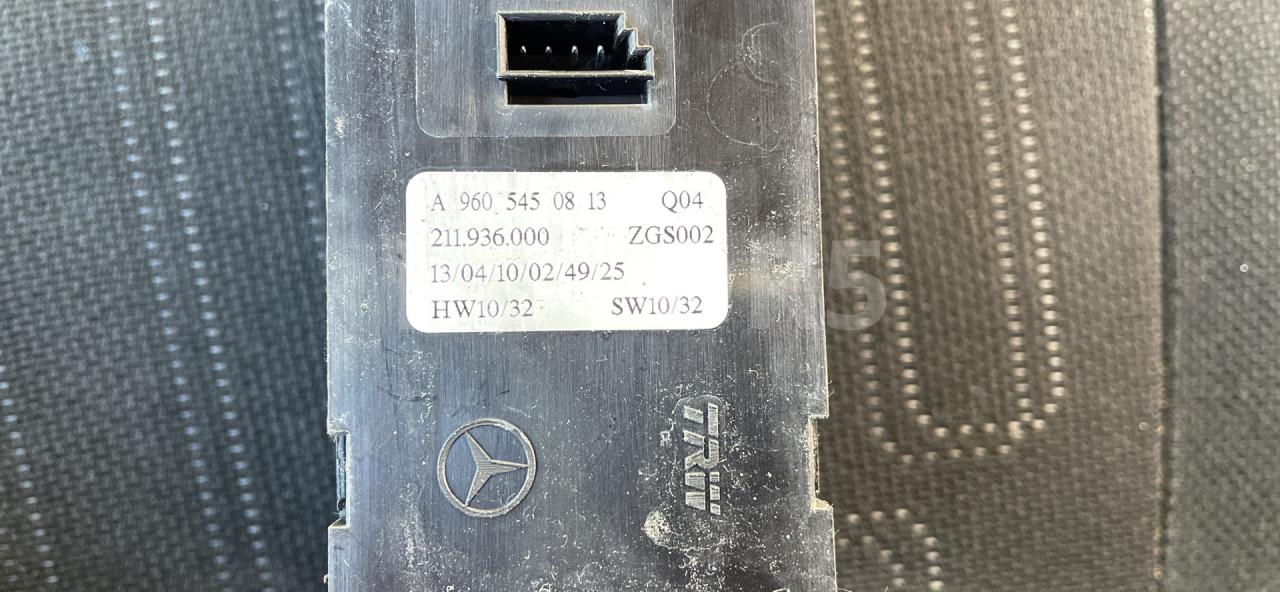 A 960 545 08 13 Q04
211.936.000 ZGS002
13/04/10/02/49/25
HW10/32 SW10/32
TRW